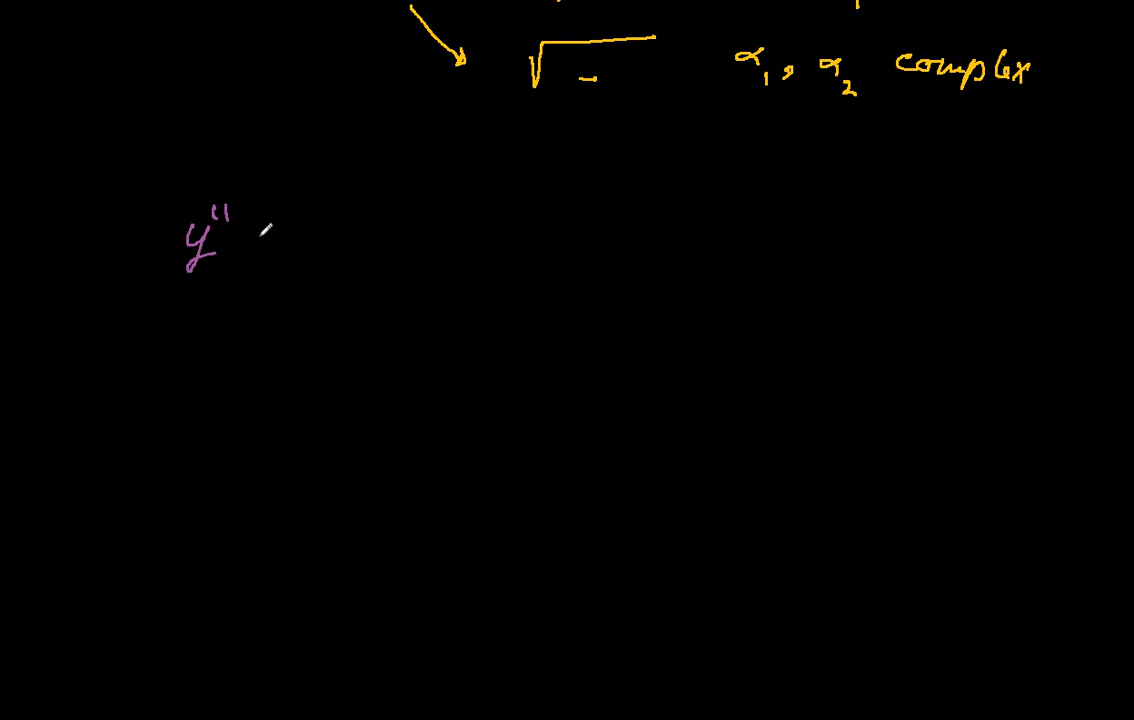 √- α₁, α₂ complex
y''